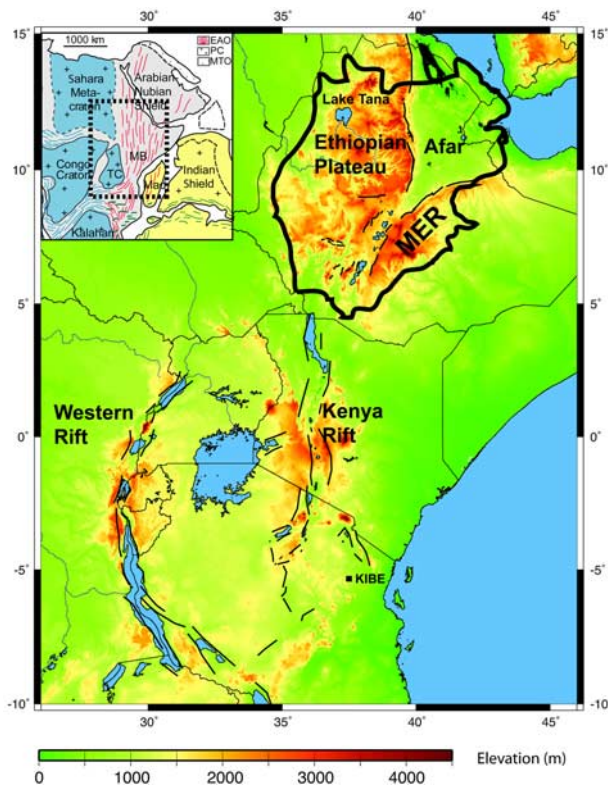 30
35
40
45
1000 km
EAO
PC
MTO
Sahara
Meta-
craton
Arabian-
Nubian
Shield
Congo
Craton
TC
MB
Mad
Indian
Shield
Kalahari
Lake Tana
Ethiopian
Plateau
Afar
MER
10
10
5
5
Western
Rift
Kenya
Rift
0
0
-5
-5
KIBE
-10
-10
30
35
40
45
0
1000
2000
3000
4000
Elevation (m)